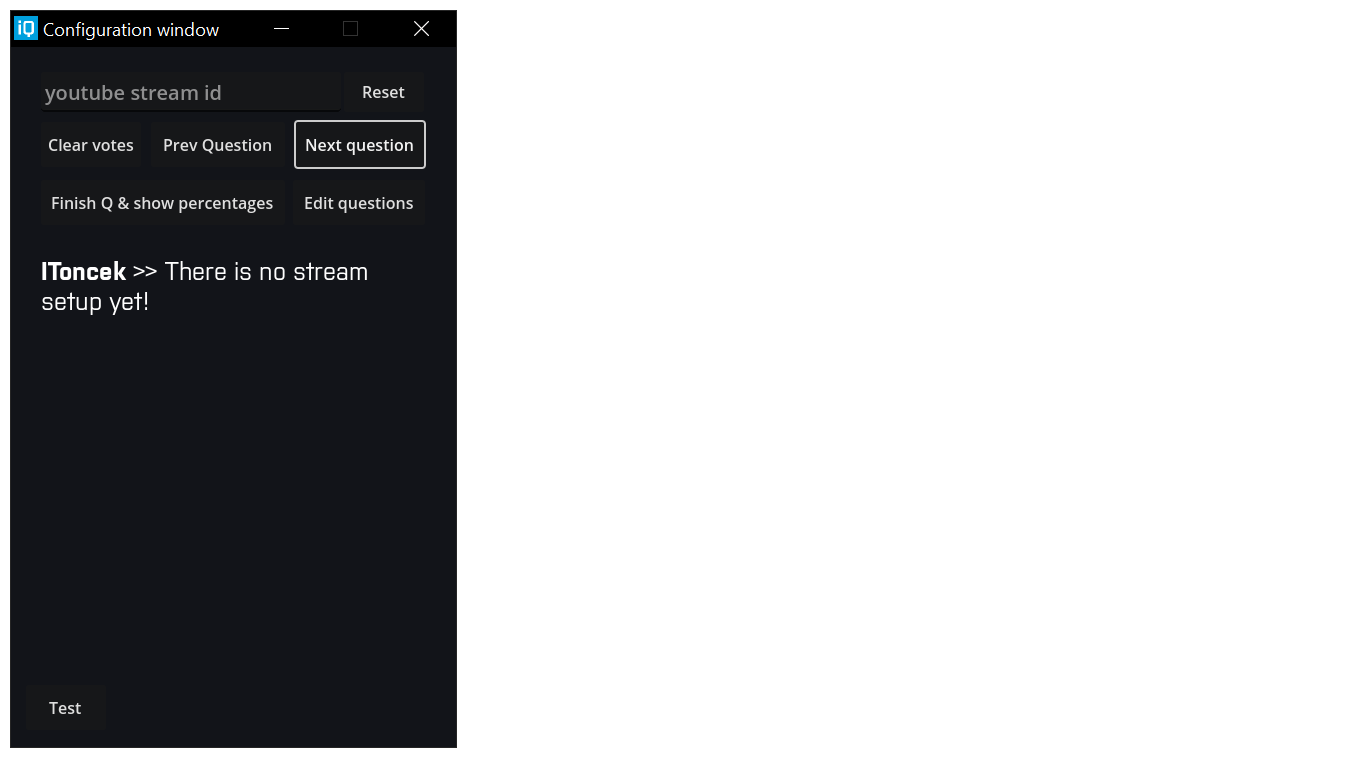 iQ Configuration window
youtube stream id Reset
Clear votes Prev Question Next question
Finish Q & show percentages Edit questions
IToncek >> There is no stream
setup yet!
Test